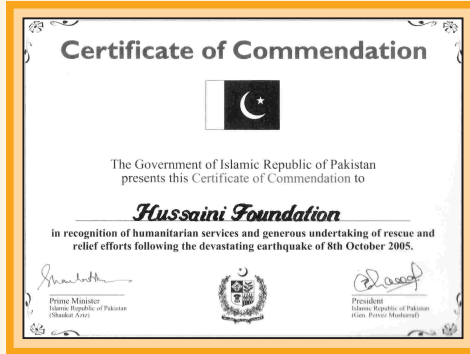 Certificate of Commendation
The Government of Islamic Republic of Pakistan
presents this Certificate of Commendation to
Hussaini Foundation
in recognition of humanitarian services and generous undertaking of rescue and
relief efforts following the devastating earthquake of 8th October 2005.
Prime Minister
Islamic Republic of Pakistan
(Shaukat Aziz)
President
Islamic Republic of Pakistan
(Gen. Pervez Musharraf)